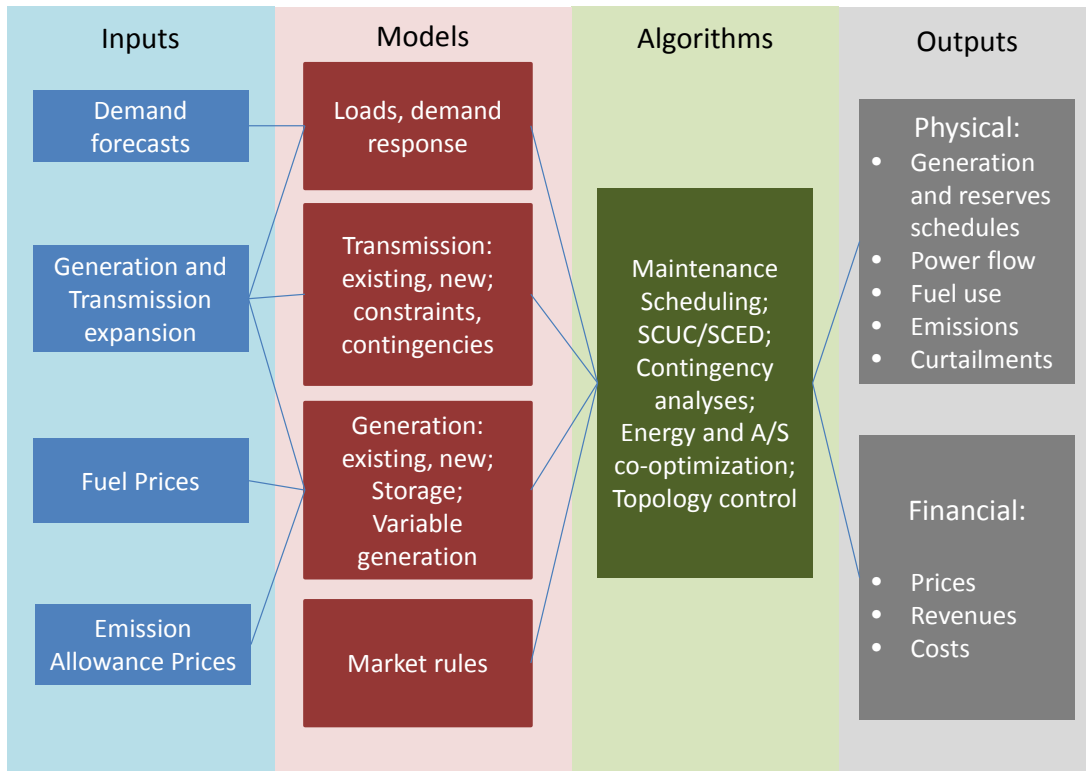 Inputs
Demand
forecasts
Generation and
Transmission
expansion
Fuel Prices
Emission
Allowance Prices
Models
Loads, demand
response
Transmission:
existing, new;
constraints,
contingencies
Generation:
existing, new;
Storage;
Variable
generation
Market rules
Algorithms
Maintenance
Scheduling;
SCUC/SCED;
Contingency
analyses;
Energy and A/S
co-optimization;
Topology control
Outputs
Physical:
• Generation
and reserves
schedules
• Power flow
• Fuel use
• Emissions
• Curtailments
Financial:
• Prices
• Revenues
• Costs